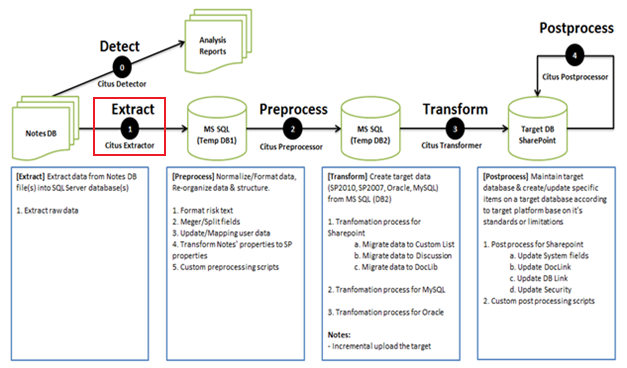 Detect
0
Citus Detector
Analysis
Reports
Postprocess
4
Citus Postprocessor
Notes DB
Extract
1
Citus Extractor
MS SQL
(Temp DB1)
Preprocess
2
Citus Preprocessor
MS SQL
(Temp DB2)
Transform
3
Citus Transformer
Target DB
SharePoint
[Extract] Extract data from Notes DB
file(s) into SQL Server database(s)
1. Extract raw data
[Preprocess] Normalize/Format data,
Re-organize data & structure.
1. Format risk text
2. Meger/Split fields
3. Update/Mapping user data
4. Transform Notes' properties to SP
properties
5. Custom preprocessing scripts
[Transform] Create target data
(SP2010, SP2007, Oracle, MySQL)
from MS SQL (DB2)
1. Tranfomation process for
Sharepoint
a. Migrate data to Custom List
b. Migrate data to Discussion
c. Migrate data to DocLib
2. Tranfomation process for MySQL
3. Tranfomation process for Oracle
Notes:
- Incremental upload the target
[Postprocess] Maintain target
database & create/update specific
items on a target database according
to target platform base on it's
standards or limitations
1. Post process for Sharepoint
a. Update System fields
b. Update DocLink
c. Update DB Link
d. Update Security
2. Custom post processing scripts